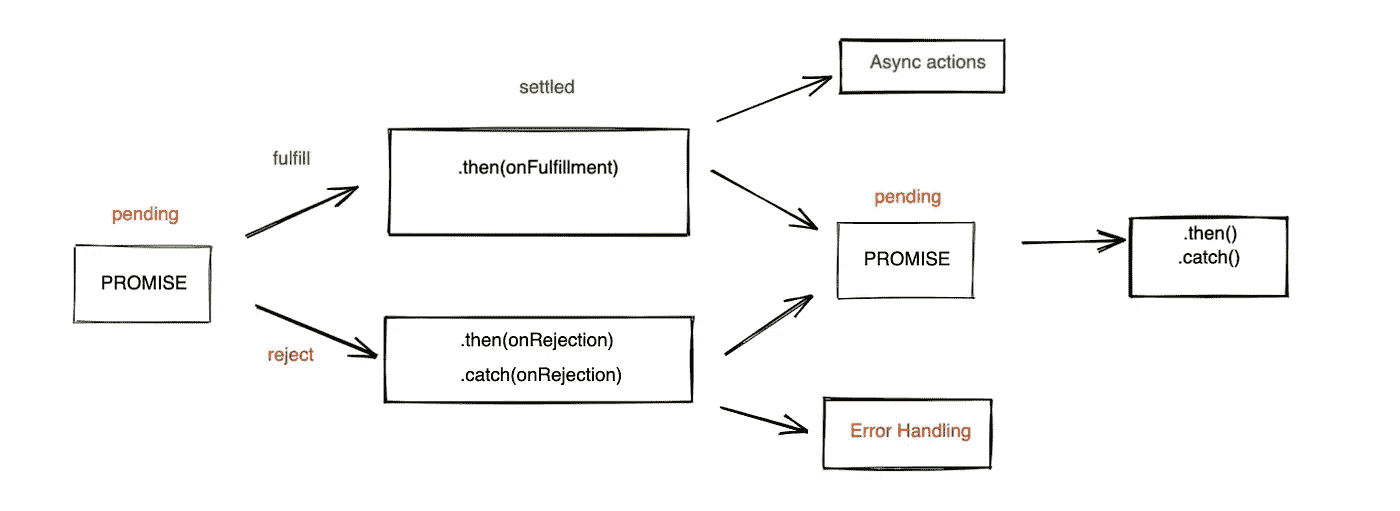 Async actions
settled
fulfill
.then(onFulfillment)
pending
PROMISE
reject
.then(onRejection)
.catch(onRejection)
pending
PROMISE
.then()
.catch()
Error Handling